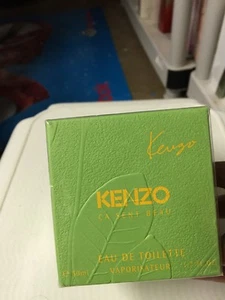 Kenzo
KENZO
ÇA SENT BEAU
EAU DE TOILETTE
VAPORISATEUR